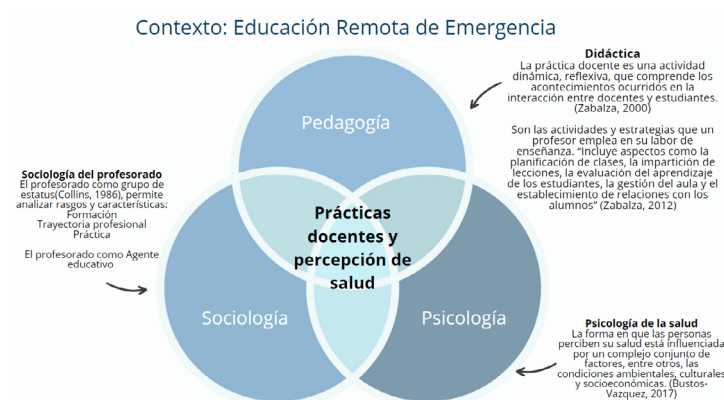 Contexto: Educación Remota de Emergencia
Didáctica
La práctica docente es una actividad
dinámica, reflexiva, que comprende los
acontecimientos ocurridos en la
interacción entre docentes y estudiantes.
(Zabalza, 2000)
Son las actividades y estrategias que un
profesor emplea en su labor de
enseñanza. “Incluye aspectos como la
planificación de clases, la impartición de
lecciones, la evaluación del aprendizaje
de los estudiantes, la gestión del aula y el
establecimiento de relaciones con los
alumnos” (Zabalza, 2012)
Pedagogía
Sociología del profesorado
El profesorado como grupo de
estatus(Collins, 1986), permite
analizar rasgos y características:
Formación
Trayectoria profesional
Práctica
El profesorado como Agente
educativo
Prácticas
docentes y
percepción de
salud
Sociología
Psicología
Psicología de la salud
La forma en que las personas
perciben su salud está influenciada
por un complejo conjunto de
factores, entre otros, las
condiciones ambientales, culturales
y socioeconómicas. (Bustos-
Vazquez, 2017)